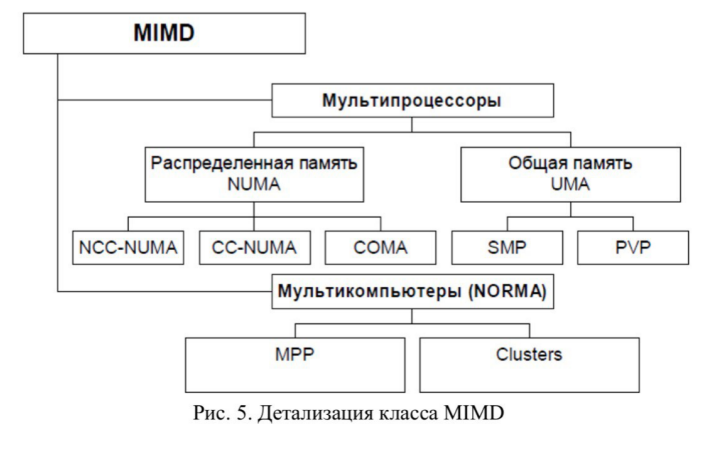 MIMD
Мультипроцессоры
Распределенная память
NUMA
Общая память
UMA
NCC-NUMA
CC-NUMA
COMA
SMP
PVP
Мультикомпьютеры (NORMA)
MPP
Clusters
Рис. 5. Детализация класса MIMD